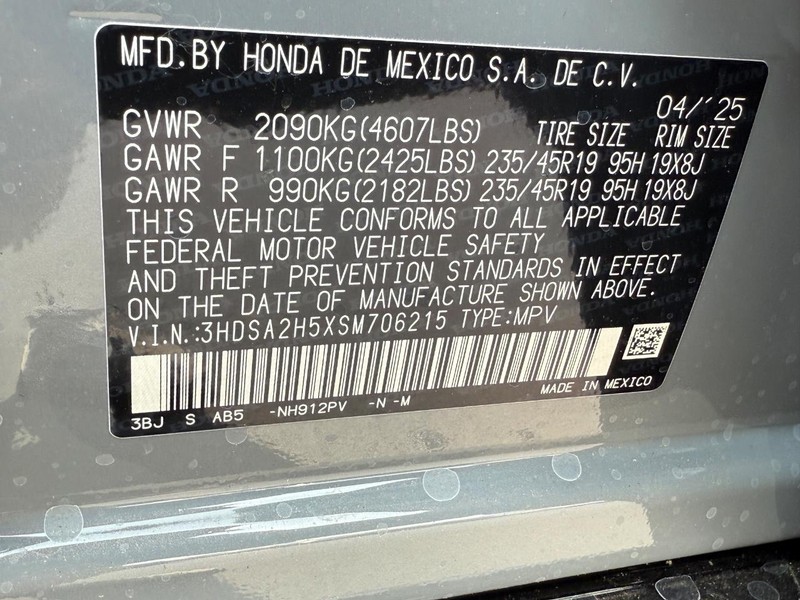 MFD. BY HONDA DE MEXICO S.A. DE C.V.
04/'25
GVWR 2090KG(4607LBS) TIRE SIZE RIM SIZE
GAWR F 1100KG(2425LBS) 235/45R19 95H 19X8J
GAWR R 990KG(2182LBS) 235/45R19 95H 19X8J
THIS VEHICLE CONFORMS TO ALL APPLICABLE
FEDERAL MOTOR VEHICLE SAFETY
AND THEFT PREVENTION STANDARDS IN EFFECT
ON THE DATE OF MANUFACTURE SHOWN ABOVE.
V.I.N.:3HDSA2H5XSM706215 TYPE:MPV
MADE IN MEXICO
3BJ S AB5 -NH912PV -N -M